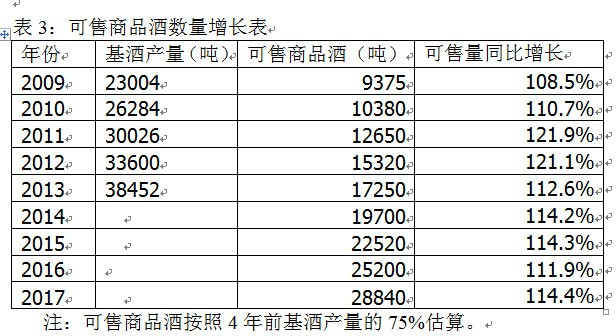 表 3：可售商品酒数量增长表
年份 基酒产量（吨） 可售商品酒（吨） 可售量同比增长
2009 23004 9375 108.5%
2010 26284 10380 110.7%
2011 30026 12650 121.9%
2012 33600 15320 121.1%
2013 38452 17250 112.6%
2014 19700 114.2%
2015 22520 114.3%
2016 25200 111.9%
2017 28840 114.4%
注：可售商品酒按照 4 年前基酒产量的 75%估算。